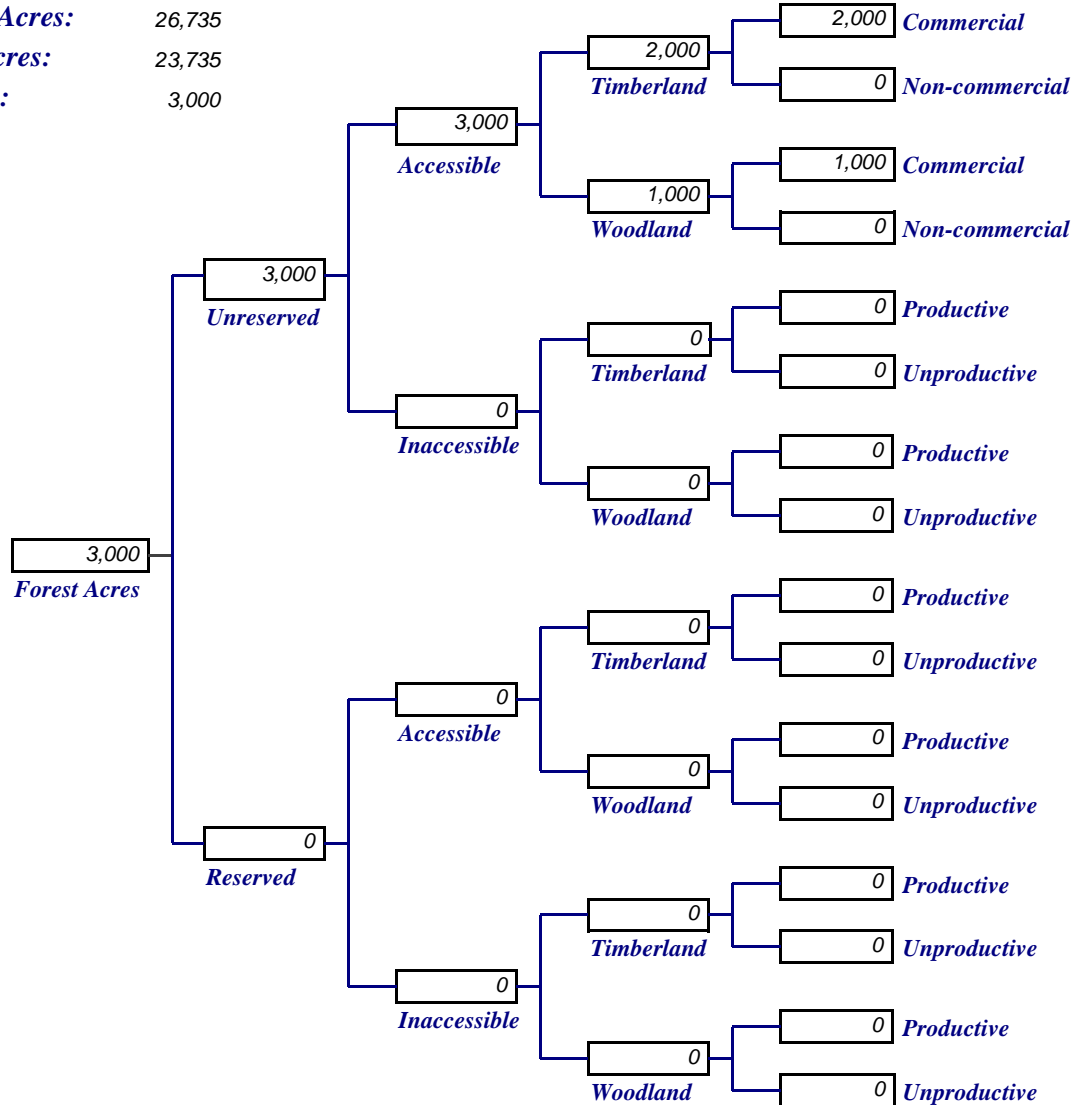 Acres: 26,735
cres: 23,735
: 3,000
2,000 Commercial
2,000
Timberland
0 Non-commercial
3,000
Accessible
1,000 Commercial
1,000
Woodland
0 Non-commercial
3,000
Unreserved
0 Productive
0
Timberland
0 Unproductive
0
Inaccessible
0 Productive
0
Woodland
0 Unproductive
3,000
Forest Acres
0 Productive
0
Timberland
0 Unproductive
0
Accessible
0 Productive
0
Woodland
0 Unproductive
0
Reserved
0 Productive
0
Timberland
0 Unproductive
0
Inaccessible
0 Productive
0
Woodland
0 Unproductive